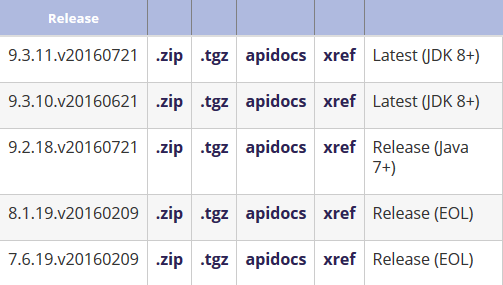 Release
9.3.11.v20160721 .zip .tgz apidocs xref Latest (JDK 8+)
9.3.10.v20160621 .zip .tgz apidocs xref Latest (JDK 8+)
9.2.18.v20160721 .zip .tgz apidocs xref Release (Java
7+)
8.1.19.v20160209 .zip .tgz apidocs xref Release (EOL)
7.6.19.v20160209 .zip .tgz apidocs xref Release (EOL)